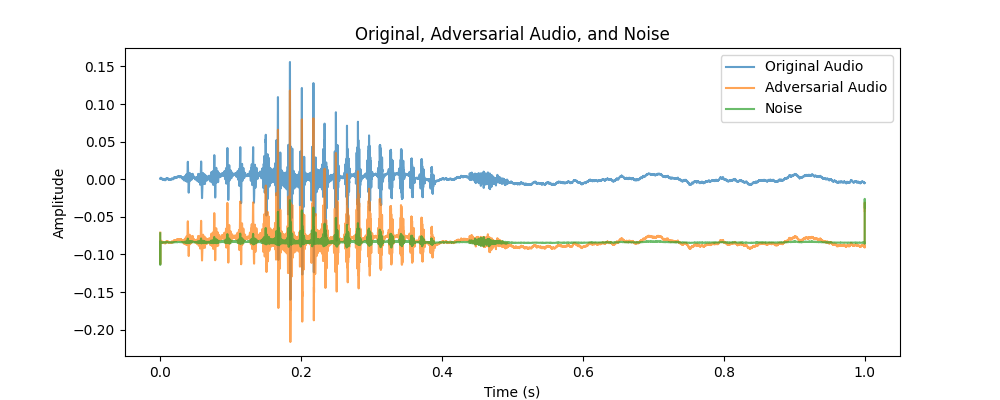 Original, Adversarial Audio, and Noise
Original Audio
Adversarial Audio
Noise
Amplitude
0.15
0.10
0.05
0.00
−0.05
−0.10
−0.15
−0.20
0.0 0.2 0.4 0.6 0.8 1.0
Time (s)